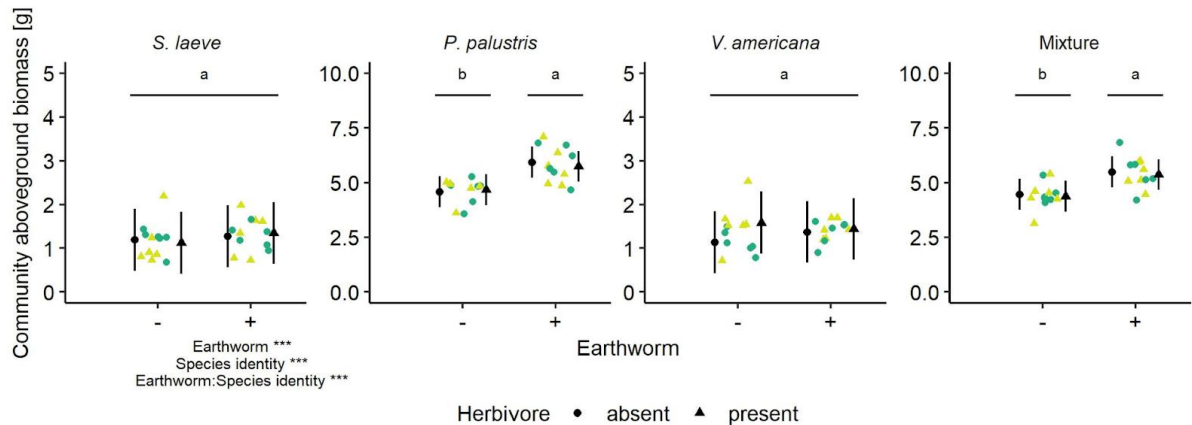 Community aboveground biomass [g]
S. laeve
P. palustris
V. americana
Mixture
a
b a
a
b a
5
4
3
2
1
0
10.0
7.5
5.0
2.5
0.0
5
4
3
2
1
0
10.0
7.5
5.0
2.5
0.0
- +
- +
- +
- +
Earthworm ***
Species identity ***
Earthworm:Species identity ***
Earthworm
Herbivore absent present